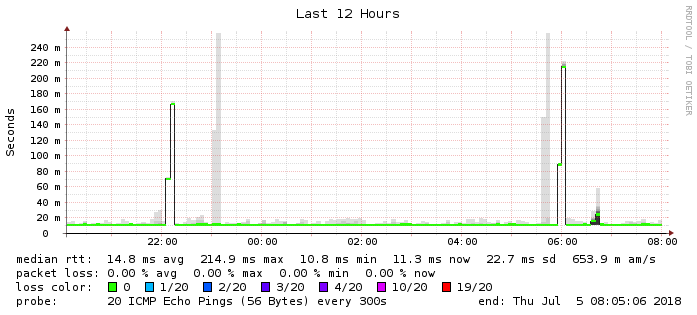 Last 12 Hours
RRDTOOL / TOBI OETIKER
Seconds
240 m
220 m
200 m
180 m
160 m
140 m
120 m
100 m
80 m
60 m
40 m
20 m
0
22:00 00:00 02:00 04:00 06:00 08:00
median rtt: 14.8 ms avg 214.9 ms max 10.8 ms min 11.3 ms now 22.7 ms sd 653.9 m am/s
packet loss: 0.00 % avg 0.00 % max 0.00 % min 0.00 % now
loss color: 0 1/20 2/20 3/20 4/20 10/20 19/20
probe: 20 ICMP Echo Pings (56 Bytes) every 300s end: Thu Jul 5 08:05:06 2018